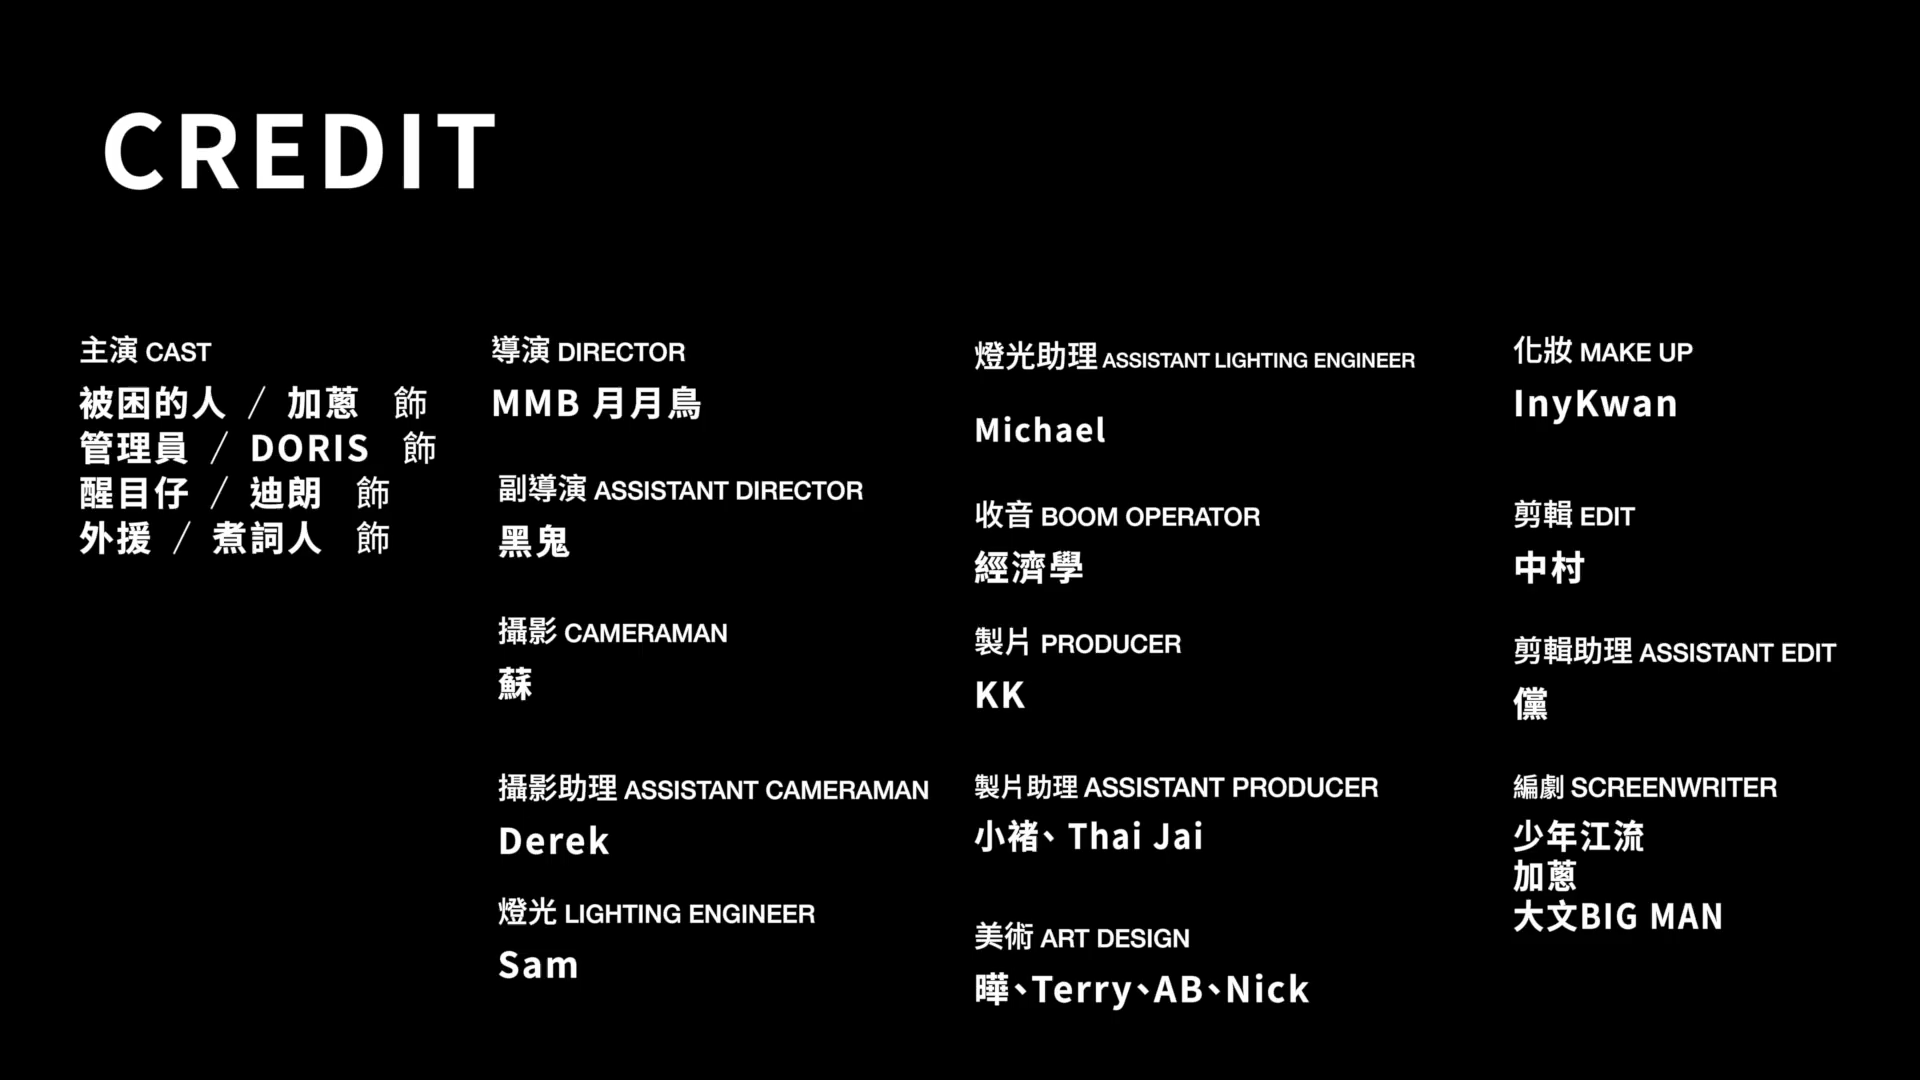 CREDIT
主演 CAST
被困的人 / 加蔥 飾
管理員 / DORIS 飾
醒目仔 / 迪朗 飾
外援 / 煮詞人 飾
導演 DIRECTOR
MMB 月月鳥
副導演 ASSISTANT DIRECTOR
黑鬼
攝影 CAMERAMAN
蘇
攝影助理 ASSISTANT CAMERAMAN
Derek
燈光 LIGHTING ENGINEER
Sam
燈光助理 ASSISTANT LIGHTING ENGINEER
Michael
收音 BOOM OPERATOR
經濟學
製片 PRODUCER
KK
製片助理 ASSISTANT PRODUCER
小褚、Thai Jai
美術 ART DESIGN
曄、Terry、AB、Nick
化妝 MAKE UP
InyKwan
剪輯 EDIT
中村
剪輯助理 ASSISTANT EDIT
儻
編劇 SCREENWRITER
少年江流
加蔥
大文BIG MAN